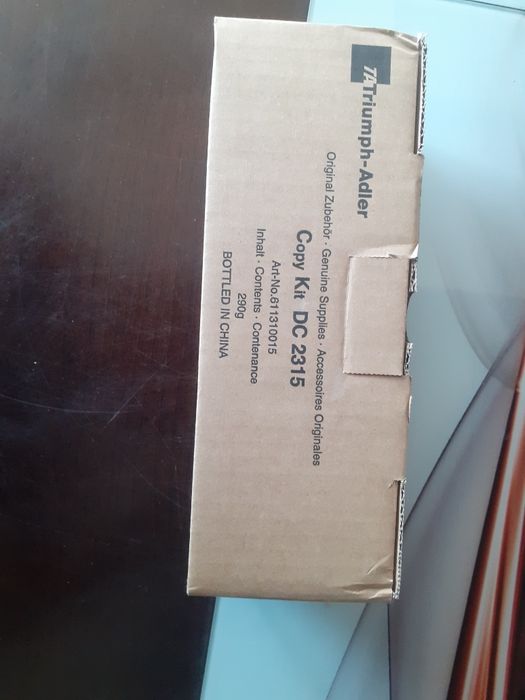 TA Triumph-Adler
Original Zubehör · Genuine Supplies · Accessoires Originales
Copy Kit DC 2315
Art-No.611310015
Inhalt · Contents · Contenance
290g
BOTTLED IN CHINA